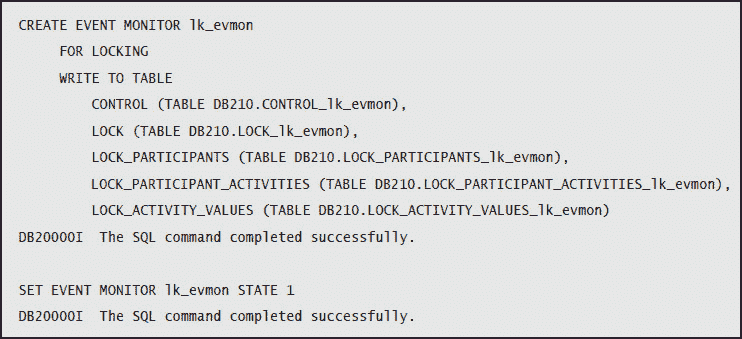 CREATE EVENT MONITOR lk_evmon
FOR LOCKING
WRITE TO TABLE
CONTROL (TABLE DB210.CONTROL_lk_evmon),
LOCK (TABLE DB210.LOCK_lk_evmon),
LOCK_PARTICIPANTS (TABLE DB210.LOCK_PARTICIPANTS_lk_evmon),
LOCK_PARTICIPANT_ACTIVITIES (TABLE DB210.LOCK_PARTICIPANT_ACTIVITIES_lk_evmon),
LOCK_ACTIVITY_VALUES (TABLE DB210.LOCK_ACTIVITY_VALUES_lk_evmon)
DB20000I The SQL command completed successfully.
SET EVENT MONITOR lk_evmon STATE 1
DB20000I The SQL command completed successfully.